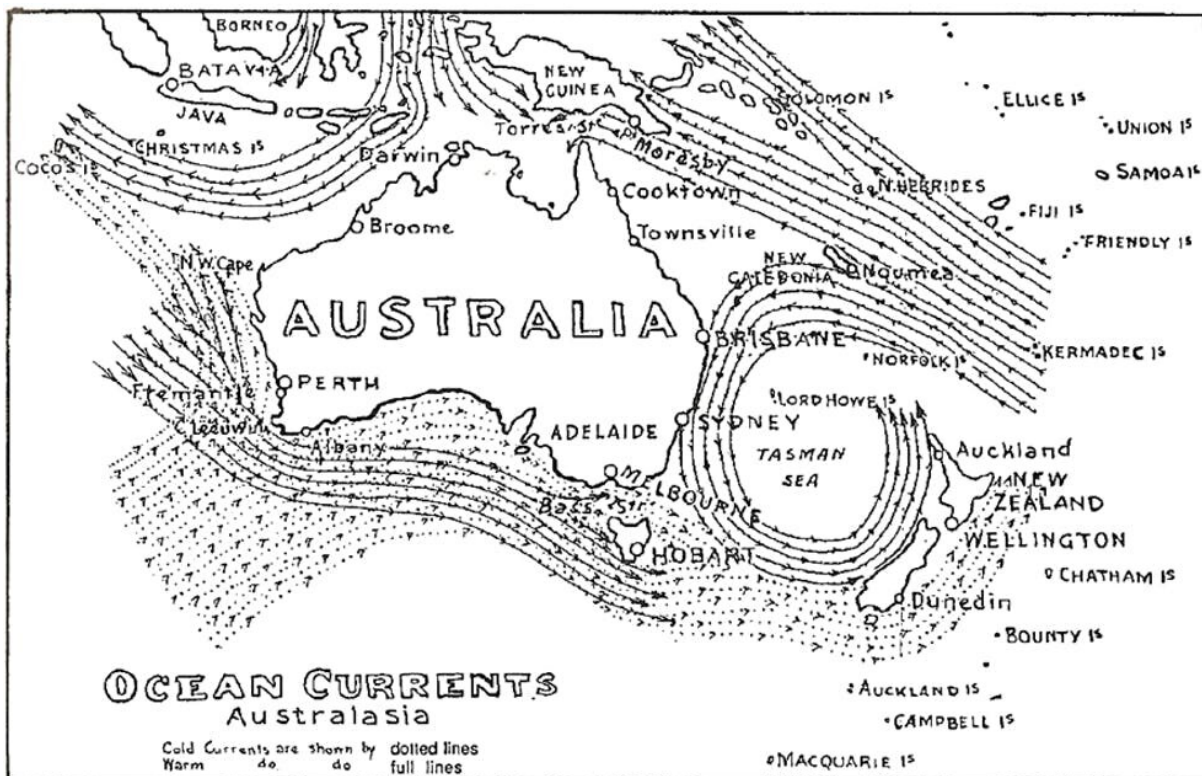 BORNEO
BATAVIA
JAVA
NEW
GUINEA
SOLOMON IS
ELLICE IS
UNION IS
CHRISTMAS IS
Cocos Is
Torres Str
Pt Moresby
Darwin
Cooktown
N. HEBRIDES
SAMOA IS
FIJI IS
FRIENDLY IS
Broome
Townsville
N.W. Cape
NEW
CALEDONIA
Noumea
AUSTRALIA
BRISBANE
NORFOLK IS
KERMADEC IS
PERTH
Fremantle
LORD HOWE IS
C. Leeuwin
Albany
ADELAIDE
SYDNEY
TASMAN
SEA
Auckland
NEW
ZEALAND
MELBOURNE
Bass Str
HOBART
WELLINGTON
CHATHAM IS
Dunedin
BOUNTY IS
OCEAN CURRENTS
Australasia
AUCKLAND IS
CAMPBELL IS
MACQUARIE IS
Cold Currents are shown by dotted lines
Warm do. do full lines